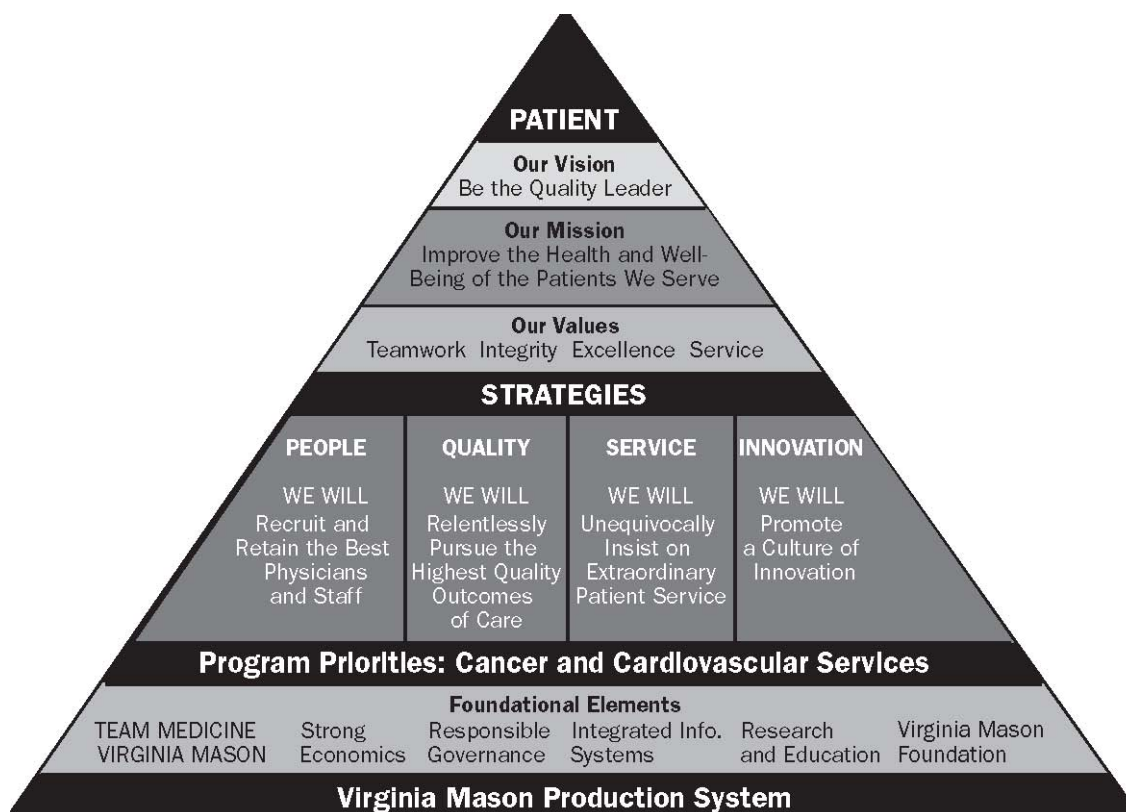 PATIENT
Our Vision
Be the Quality Leader
Our Mission
Improve the Health and Well-
Being of the Patients We Serve
Our Values
Teamwork Integrity Excellence Service
STRATEGIES
PEOPLE
WE WILL
Recruit and
Retain the Best
Physicians
and Staff
QUALITY
WE WILL
Relentlessly
Pursue the
Highest Quality
Outcomes
of Care
SERVICE
WE WILL
Unequivocally
Insist on
Extraordinary
Patient Service
INNOVATION
WE WILL
Promote
a Culture of
Innovation
Program Priorities: Cancer and Cardiovascular Services
Foundational Elements
TEAM MEDICINE
VIRGINIA MASON
Strong
Economics
Responsible
Governance
Integrated Info.
Systems
Research
and Education
Virginia Mason
Foundation
Virginia Mason Production System